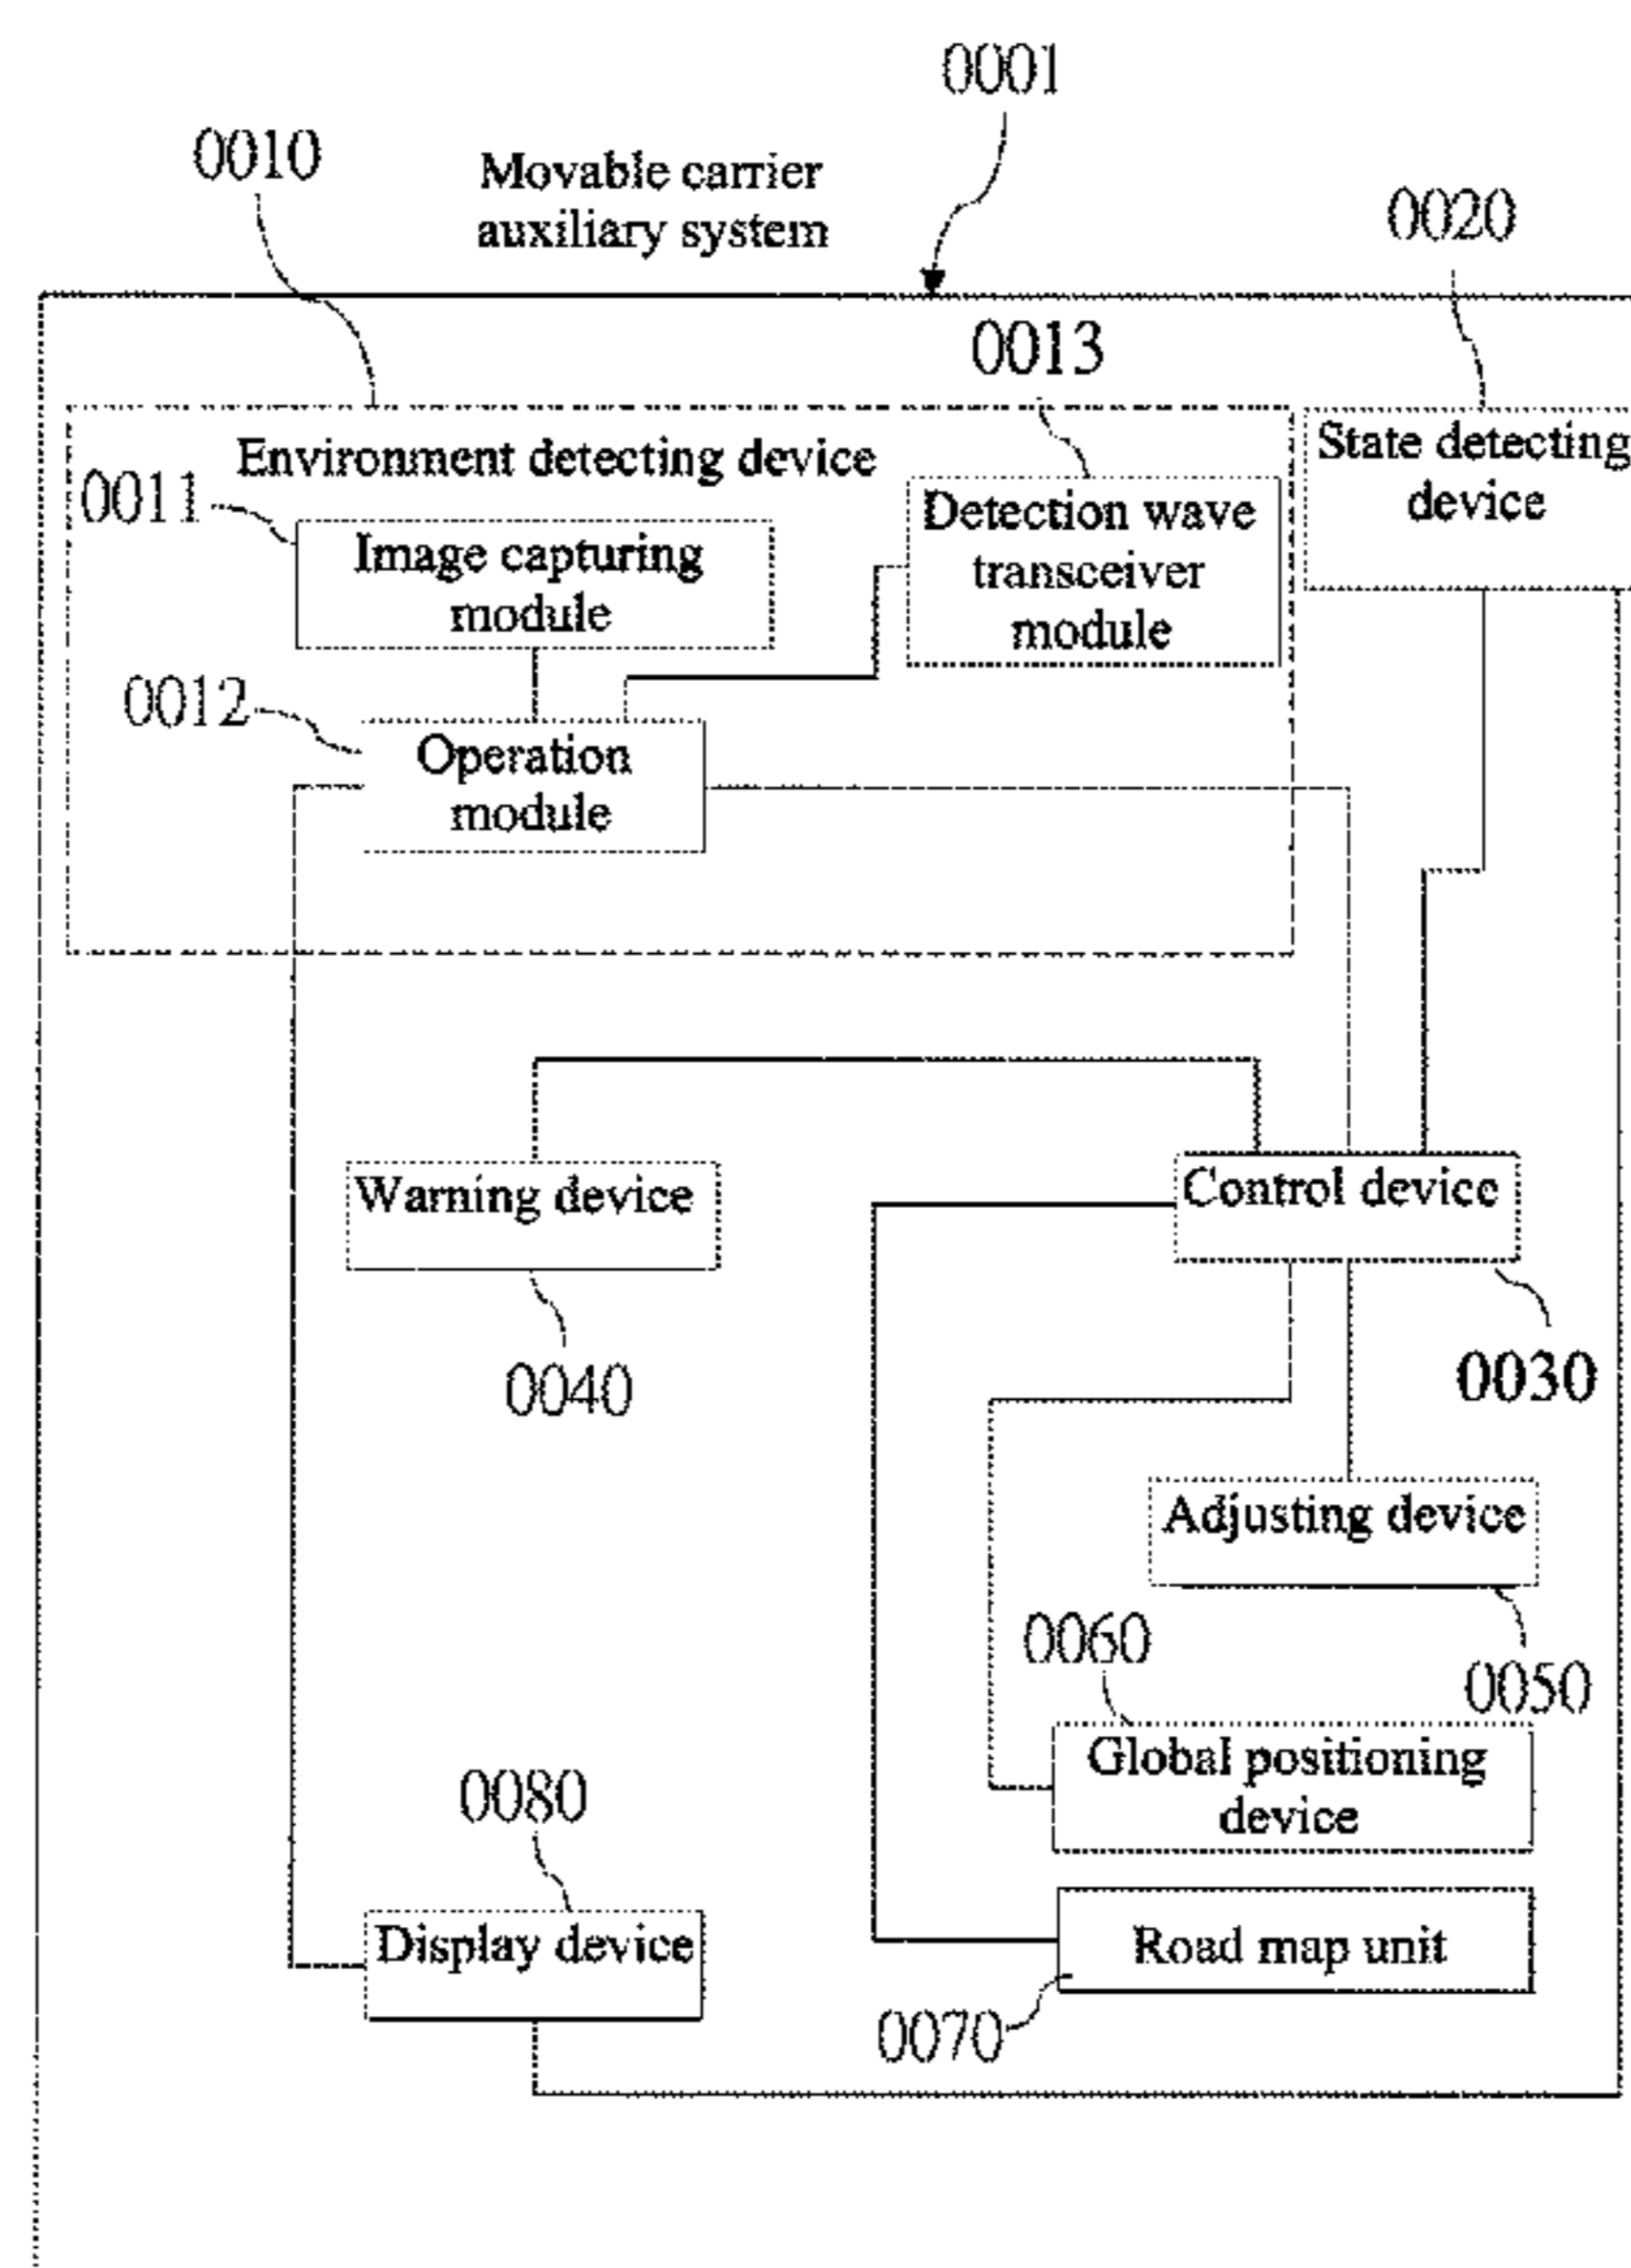 0001
0010
Movable carrier
auxiliary system
0020
0013
Environment detecting device
State detecting
device
0011
Image capturing
module
Detection wave
transceiver
module
0012
Operation
module
Warning device
Control device
0040
0030
Adjusting device
0060
0050
Global positioning
device
0080
Display device
Road map unit
0070